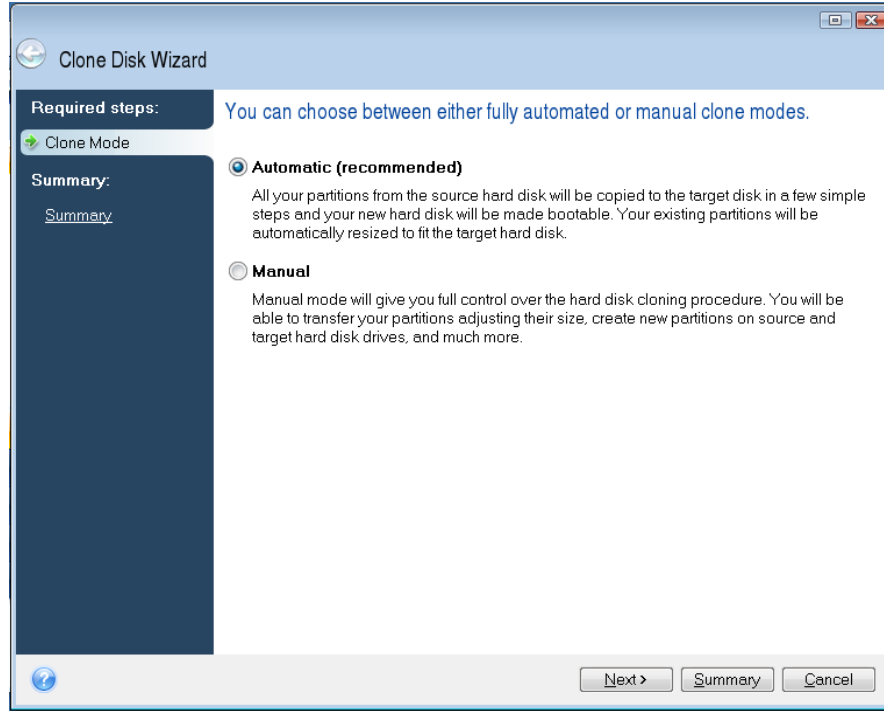 Clone Disk Wizard
Required steps:
Clone Mode
Summary:
Summary
You can choose between either fully automated or manual clone modes.
Automatic (recommended)
All your partitions from the source hard disk will be copied to the target disk in a few simple
steps and your new hard disk will be made bootable. Your existing partitions will be
automatically resized to fit the target hard disk.
Manual
Manual mode will give you full control over the hard disk cloning procedure. You will be
able to transfer your partitions adjusting their size, create new partitions on source and
target hard disk drives, and much more.
?
Next >
Summary
Cancel